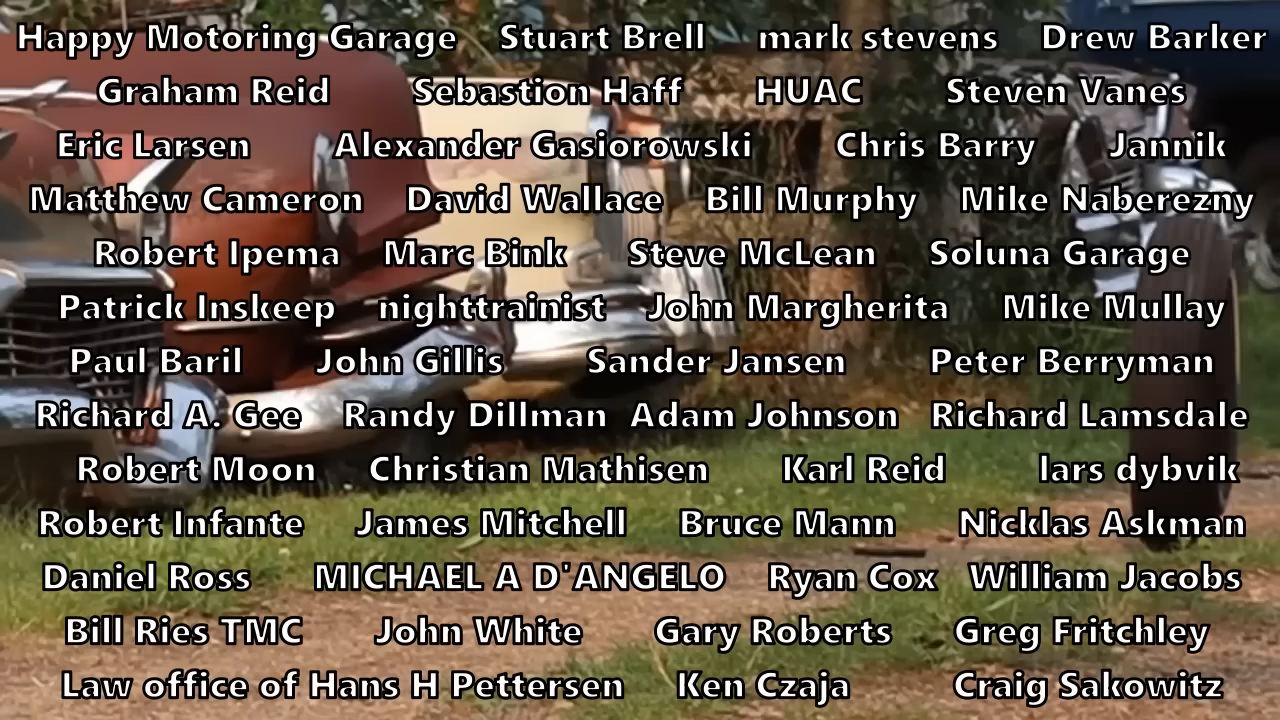 Happy Motoring Garage Stuart Brell mark stevens Drew Barker
Graham Reid Sebastion Haff HUAC Steven Vanes
Eric Larsen Alexander Gasiorowski Chris Barry Jannik
Matthew Cameron David Wallace Bill Murphy Mike Naberezny
Robert Ipema Marc Bink Steve McLean Soluna Garage
Patrick Inskeep nighttrainist John Margherita Mike Mullay
Paul Baril John Gillis Sander Jansen Peter Berryman
Richard A. Gee Randy Dillman Adam Johnson Richard Lamsdale
Robert Moon Christian Mathisen Karl Reid lars dybvik
Robert Infante James Mitchell Bruce Mann Nicklas Askman
Daniel Ross MICHAEL A D'ANGELO Ryan Cox William Jacobs
Bill Ries TMC John White Gary Roberts Greg Fritchley
Law office of Hans H Pettersen Ken Czaja Craig Sakowitz